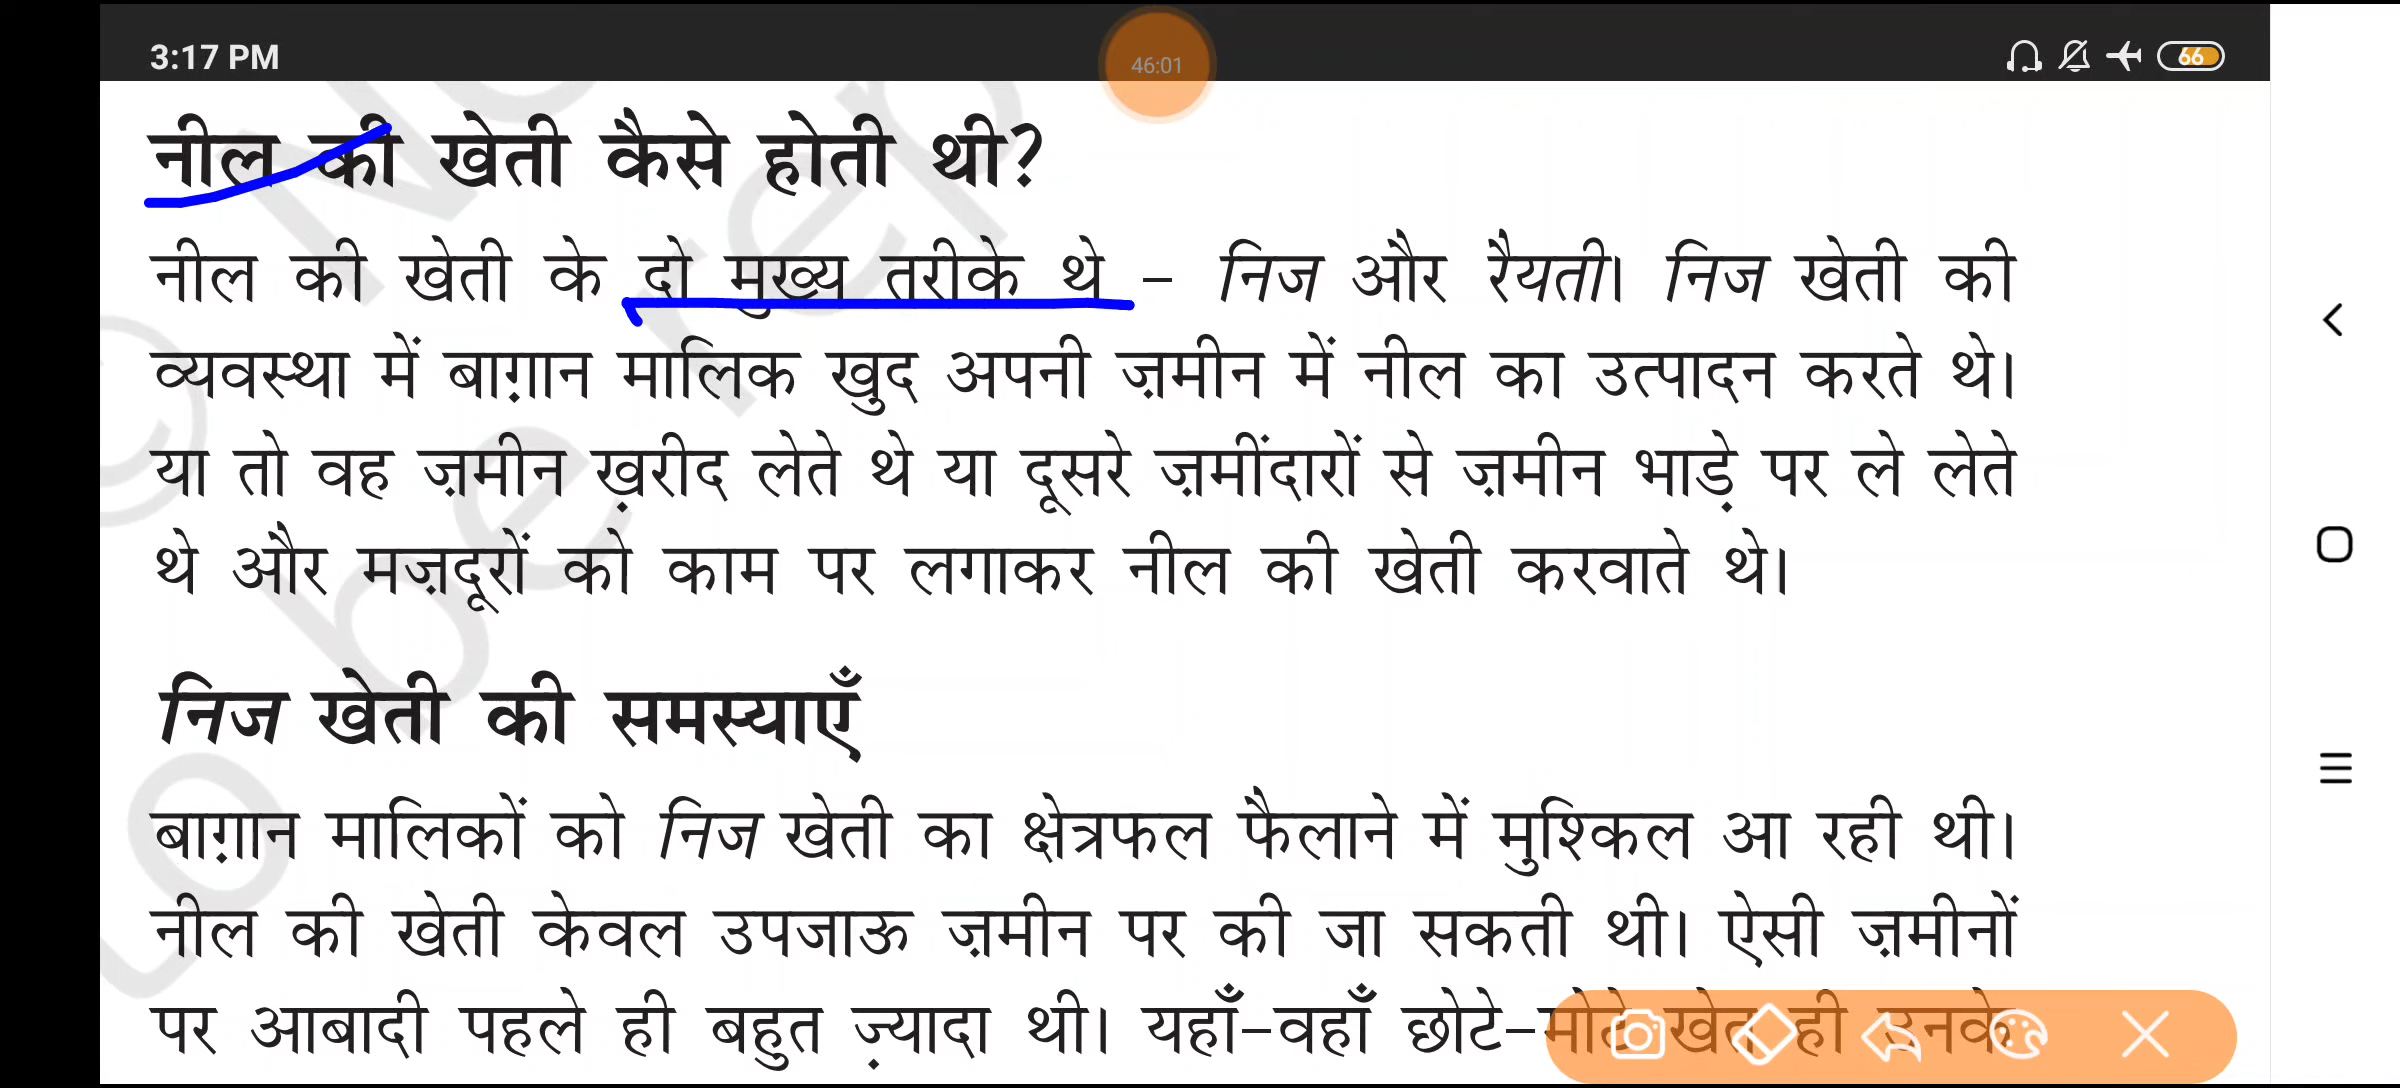 3:17 PM
46:01
66
नील की खेती कैसे होती थी?
नील की खेती के दो मुख्य तरीके थे – निज और रैयती। निज खेती की
व्यवस्था में बाग़ान मालिक खुद अपनी ज़मीन में नील का उत्पादन करते थे।
या तो वह ज़मीन ख़रीद लेते थे या दूसरे ज़मींदारों से ज़मीन भाड़े पर ले लेते
थे और मज़दूरों को काम पर लगाकर नील की खेती करवाते थे।
निज खेती की समस्याएँ
बाग़ान मालिकों को निज खेती का क्षेत्रफल फैलाने में मुश्किल आ रही थी।
नील की खेती केवल उपजाऊ ज़मीन पर की जा सकती थी। ऐसी ज़मीनों
पर आबादी पहले ही बहुत ज़्यादा थी। यहाँ–वहाँ छोटे–मोटे खेत ही उनके